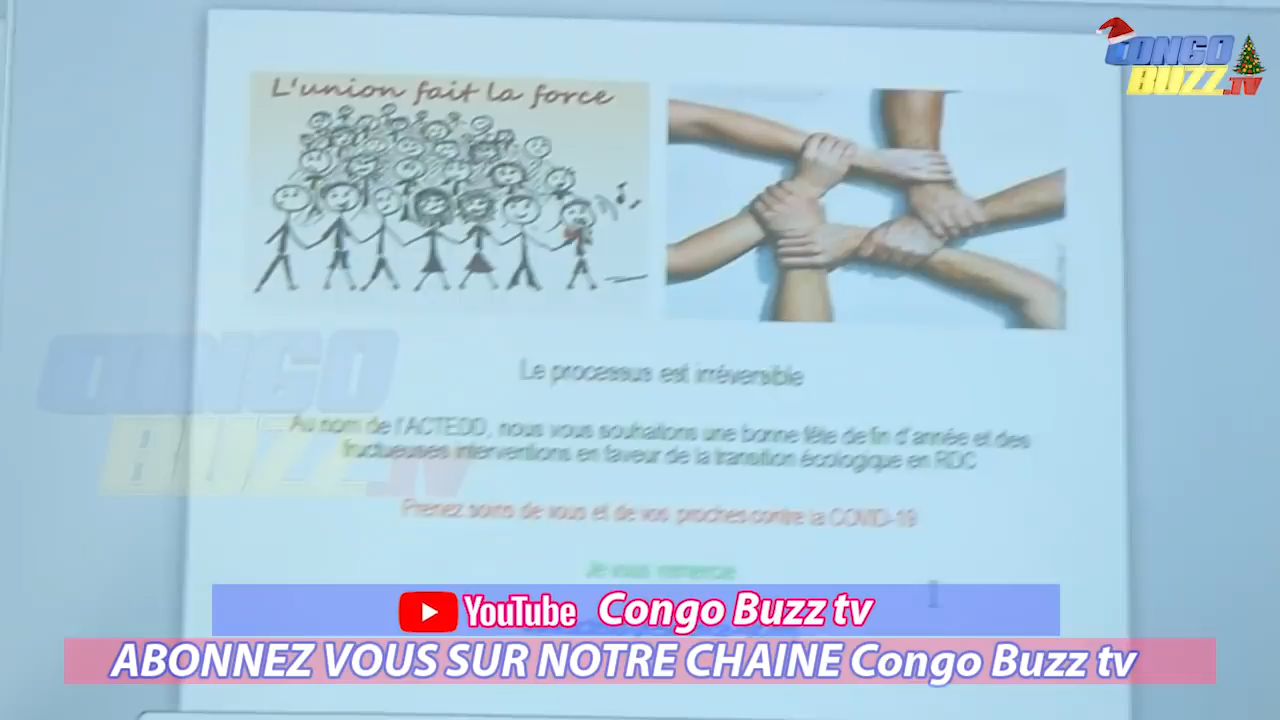 CONGO
BUZZ.TV
L'union fait la force
Le processus est irréversible
CONGO
BUZZ.TV
Au nom de l'ACTEDD, nous vous souhaitons une bonne fête de fin d'année et des
fructueuses interventions en faveur de la transition écologique en RDC
Prenez soins de vous et de vos proches contre la COVID-19
Je vous remercie
YouTube Congo Buzz tv
ABONNEZ VOUS SUR NOTRE CHAINE Congo Buzz tv